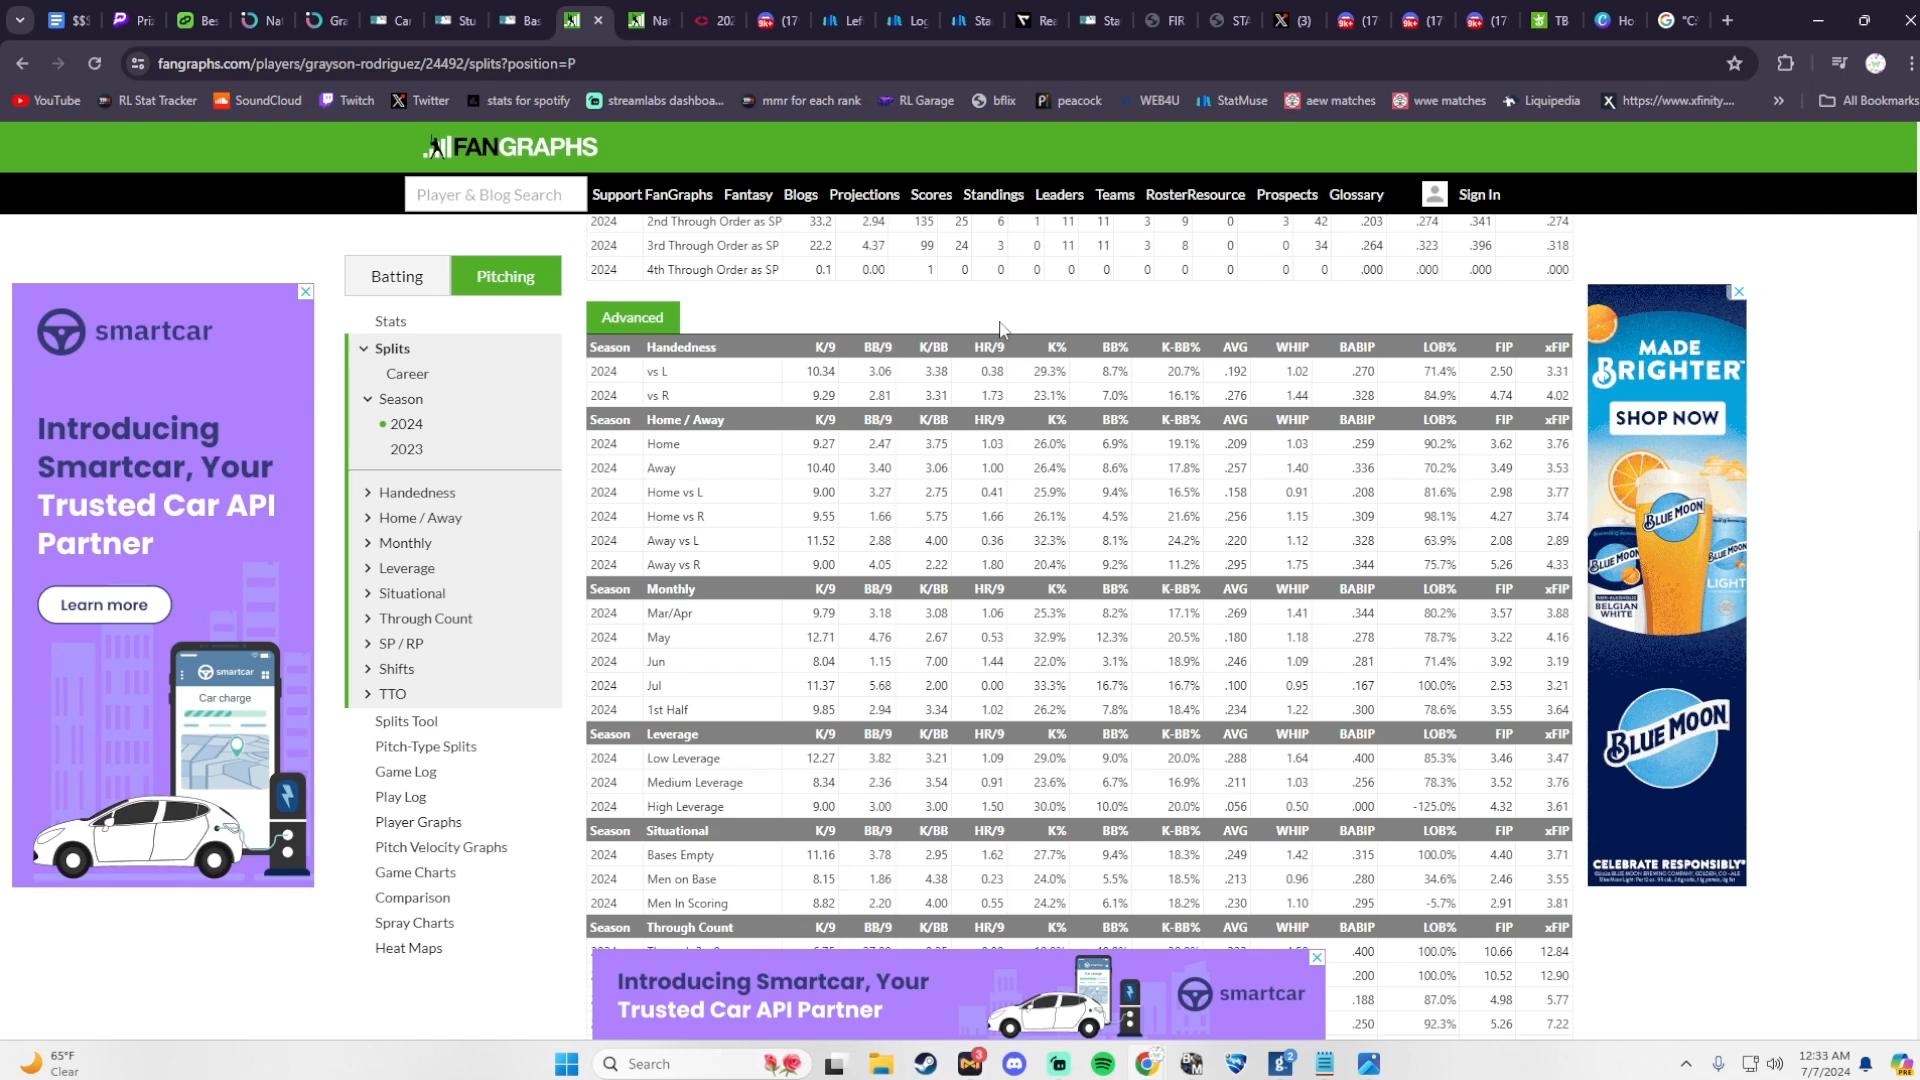 $$$
Pri
Bes
Nat
Gra
Car
Stu
Bas
Nat
202
(17
Lef
Log
Sta
Rea
Sta
FIR
STA
(3)
(17
(17
(17
TB
Ho
"C:
fangraphs.com/players/grayson-rodriguez/24492/splits?position=P
YouTube RL Stat Tracker SoundCloud Twitch Twitter stats for spotify streamlabs dashboa... mmr for each rank RL Garage bflix peacock WEB4U StatMuse aew matches wwe matches Liquipedia https://www.xfinity.... All Bookmarks
FANGRAPHS
Player & Blog Search Support FanGraphs Fantasy Blogs Projections Scores Standings Leaders Teams RosterResource Prospects Glossary Sign In
2024 2nd Through Order as SP 33.2 2.94 135 25 6 1 11 11 3 9 0 3 42 .203 .274 .341 .274
2024 3rd Through Order as SP 22.2 4.37 99 24 3 0 11 11 3 8 0 0 34 .264 .323 .396 .318
2024 4th Through Order as SP 0.1 0.00 1 0 0 0 0 0 0 0 0 0 0 .000 .000 .000 .000
Advanced
Season Handedness K/9 BB/9 K/BB HR/9 K% BB% K-BB% AVG WHIP BABIP LOB% FIP xFIP
2024 vs L 10.34 3.06 3.38 0.38 29.3% 8.7% 20.7% .192 1.02 .270 71.4% 2.50 3.31
2024 vs R 9.29 2.81 3.31 1.73 23.1% 7.0% 16.1% .276 1.44 .328 84.9% 4.74 4.02
Season Home / Away K/9 BB/9 K/BB HR/9 K% BB% K-BB% AVG WHIP BABIP LOB% FIP xFIP
2024 Home 9.27 2.47 3.75 1.03 26.0% 6.9% 19.1% .209 1.03 .259 90.2% 3.62 3.76
2024 Away 10.40 3.40 3.06 1.00 26.4% 8.6% 17.8% .257 1.40 .336 70.2% 3.49 3.53
2024 Home vs L 9.00 3.27 2.75 0.41 25.9% 9.4% 16.5% .158 0.91 .208 81.6% 2.98 3.77
2024 Home vs R 9.55 1.66 5.75 1.66 26.1% 4.5% 21.6% .256 1.15 .309 98.1% 4.27 3.74
2024 Away vs L 11.52 2.88 4.00 0.36 32.3% 8.1% 24.2% .220 1.12 .328 63.9% 2.08 2.89
2024 Away vs R 9.00 4.05 2.22 1.80 20.4% 9.2% 11.2% .295 1.75 .344 75.7% 5.26 4.33
Season Monthly K/9 BB/9 K/BB HR/9 K% BB% K-BB% AVG WHIP BABIP LOB% FIP xFIP
2024 Mar/Apr 9.79 3.18 3.08 1.06 25.3% 8.2% 17.1% .269 1.41 .344 80.2% 3.57 3.88
2024 May 12.71 4.76 2.67 0.53 32.9% 12.3% 20.5% .180 1.18 .278 78.7% 3.22 4.16
2024 Jun 8.04 1.15 7.00 1.44 22.0% 3.1% 18.9% .246 1.09 .281 71.4% 3.92 3.19
2024 Jul 11.37 5.68 2.00 0.00 33.3% 16.7% 16.7% .100 0.95 .167 100.0% 2.53 3.21
2024 1st Half 9.85 2.94 3.34 1.02 26.2% 7.8% 18.4% .234 1.22 .300 78.6% 3.55 3.64
Season Leverage K/9 BB/9 K/BB HR/9 K% BB% K-BB% AVG WHIP BABIP LOB% FIP xFIP
2024 Low Leverage 12.27 3.82 3.21 1.09 29.0% 9.0% 20.0% .288 1.64 .400 85.3% 3.46 3.47
2024 Medium Leverage 8.34 2.36 3.54 0.91 23.6% 6.7% 16.9% .211 1.03 .256 78.3% 3.52 3.76
2024 High Leverage 9.00 3.00 3.00 1.50 30.0% 10.0% 20.0% .056 0.50 .000 -125.0% 4.32 3.61
Season Situational K/9 BB/9 K/BB HR/9 K% BB% K-BB% AVG WHIP BABIP LOB% FIP xFIP
2024 Bases Empty 11.16 3.78 2.95 1.62 27.7% 9.4% 18.3% .249 1.42 .315 100.0% 4.40 3.71
2024 Men on Base 8.15 1.86 4.38 0.23 24.0% 5.5% 18.5% .213 0.96 .280 34.6% 2.46 3.55
2024 Men In Scoring 8.82 2.20 4.00 0.55 24.2% 6.1% 18.2% .230 1.10 .295 -5.7% 2.91 3.81
Season Through Count K/9 BB/9 K/BB HR/9 K% BB% K-BB% AVG WHIP BABIP LOB% FIP xFIP
.400 100.0% 10.66 12.84
.200 100.0% 10.52 12.90
.188 87.0% 4.98 5.77
.250 92.3% 5.26 7.22
Batting Pitching
Stats
Splits
Career
Season
2024
2023
Handedness
Home / Away
Monthly
Leverage
Situational
Through Count
SP / RP
Shifts
TTO
Splits Tool
Pitch-Type Splits
Game Log
Play Log
Player Graphs
Pitch Velocity Graphs
Game Charts
Comparison
Spray Charts
Heat Maps
smartcar
Introducing
Smartcar, Your
Trusted Car API
Partner
Learn more
smartcar
Car charge
MADE
BRIGHTER
SHOP NOW
BLUE MOON
BLUE MOON
BLUE MOON
LIGHT
BELGIAN
WHITE
BLUE MOON
CELEBRATE RESPONSIBLY
Introducing Smartcar, Your
Trusted Car API Partner
smartcar
65°F
Clear
Search
3
2
12:33 AM
7/7/2024
PRE